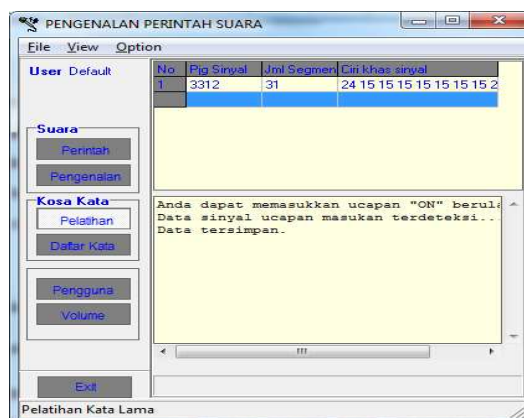 PENGENALAN PERINTAH SUARA
File View Option
User Default
No Pjg Sinyal Jml Segmen Ciri khas sinyal
1 3312 31 24 15 15 15 15 15 15 15 2
Suara
Perintah
Pengenalan
Kosa Kata
Pelatihan
Daftar Kata
Anda dapat memasukkan ucapan "ON" berula
Data sinyal ucapan masukan terdeteksi...
Data tersimpan.
Pengguna
Volume
Exit
Pelatihan Kata Lama